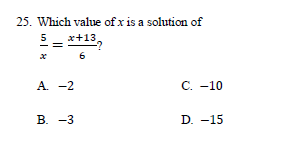 25. Which value of x is a solution of
5/x = x+13/6?
A. −2
C. −10
B. −3
D. −15